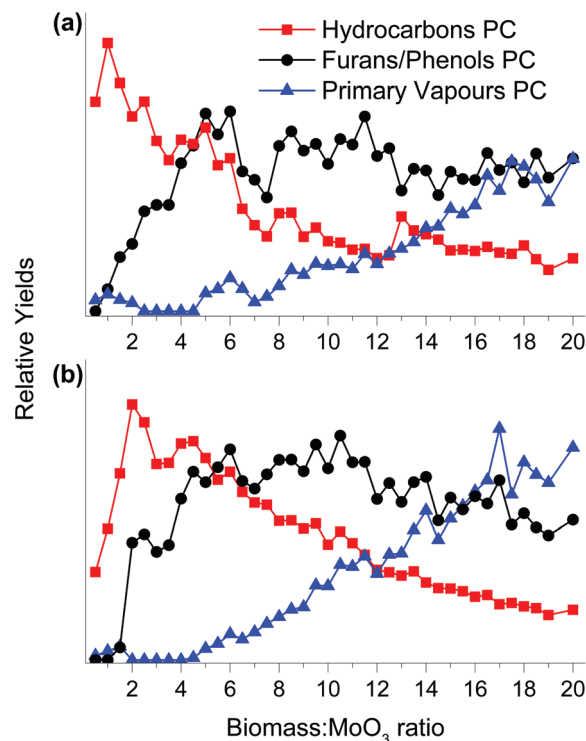 (a)
Hydrocarbons PC
Furans/Phenols PC
Primary Vapours PC
2 4 6 8 10 12 14 16 18 20
Relative Yields
(b)
2 4 6 8 10 12 14 16 18 20
Biomass:MoO₃ ratio